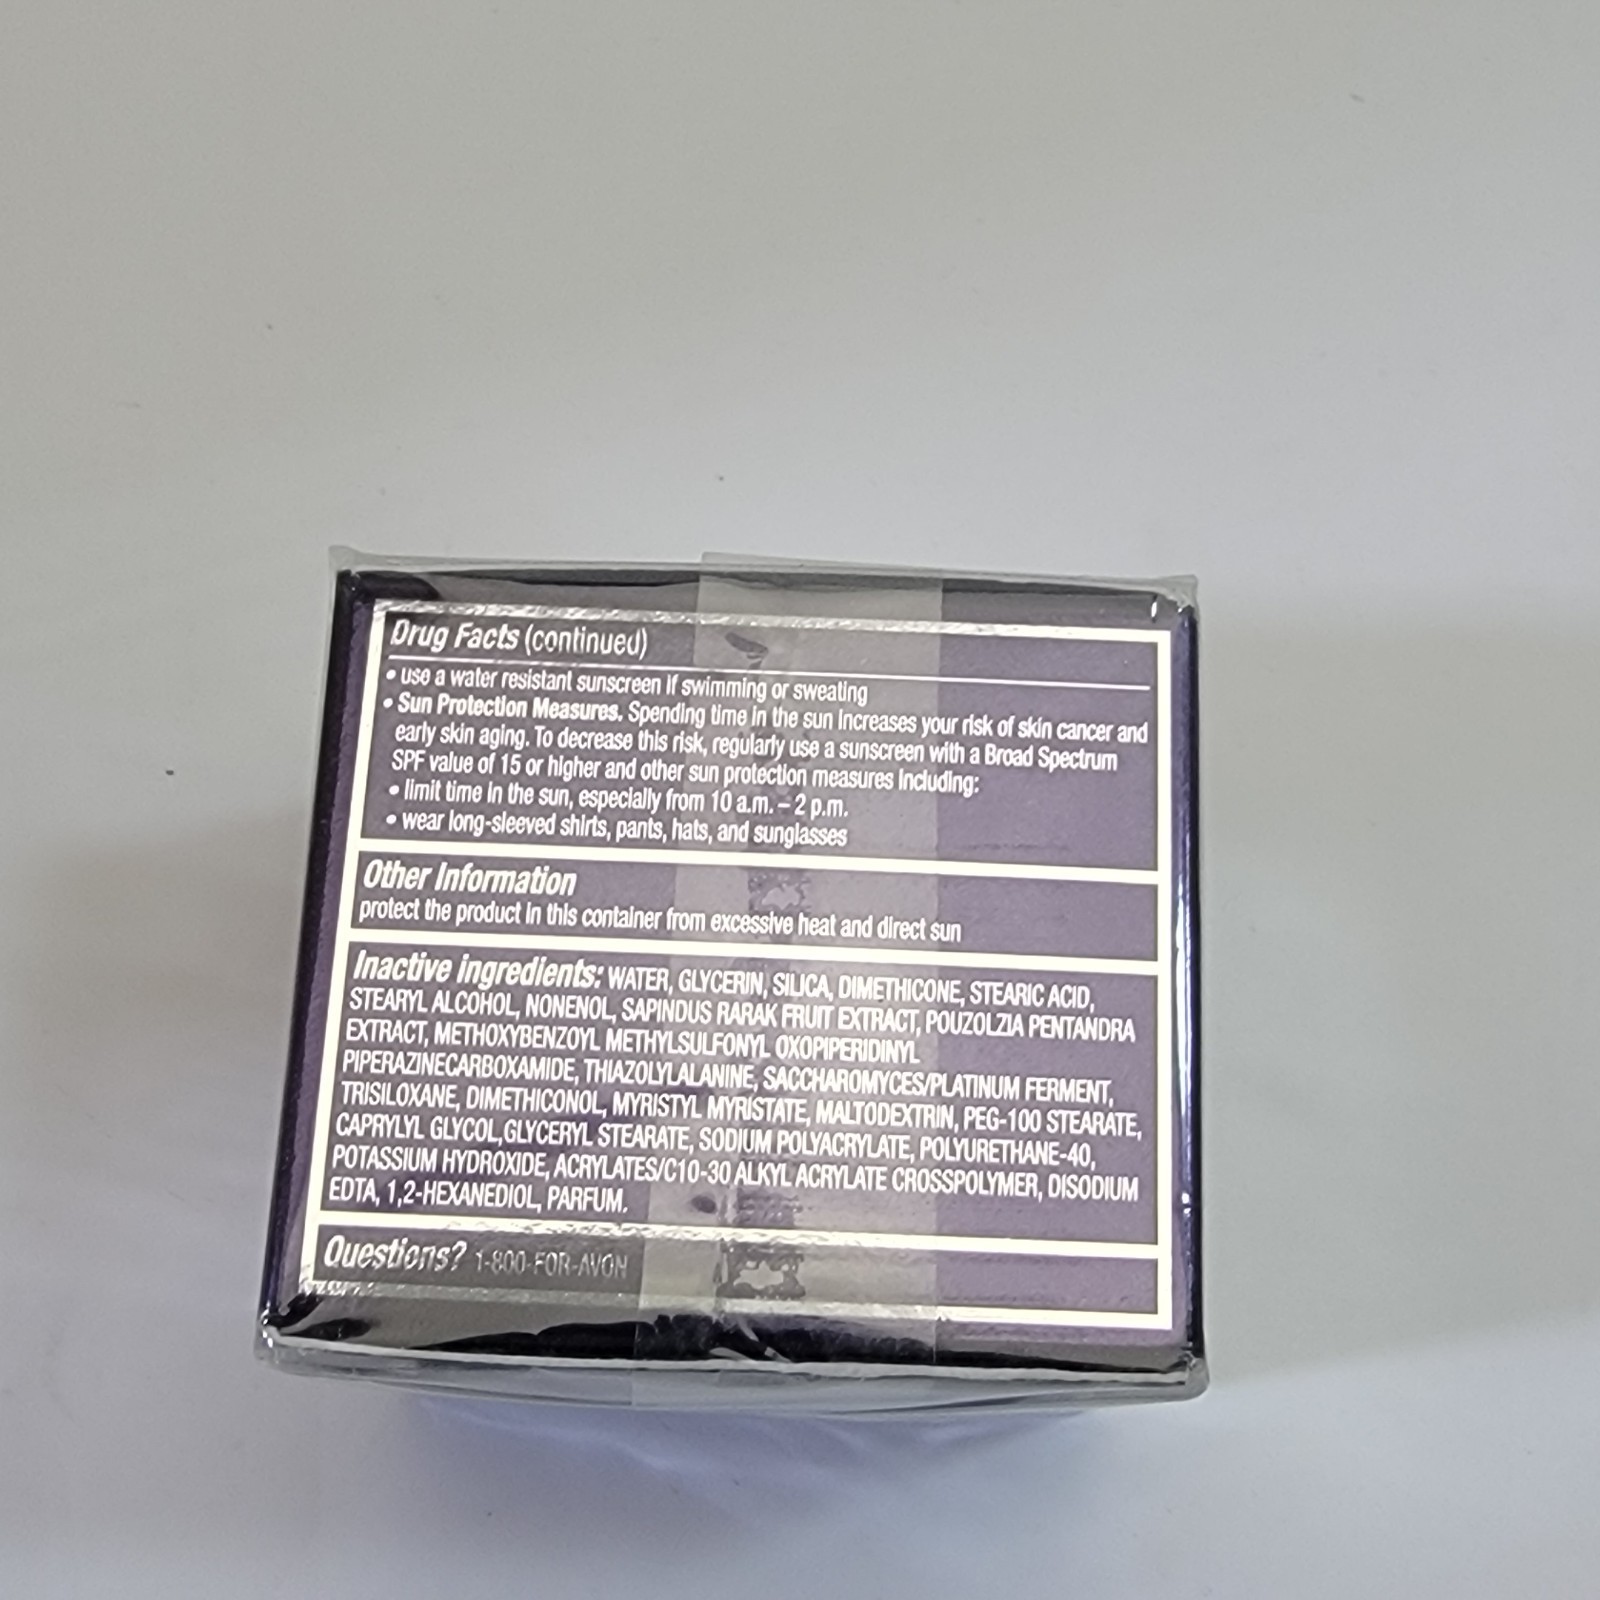 Drug Facts (continued)
• use a water resistant sunscreen if swimming or sweating
• Sun Protection Measures. Spending time in the sun increases your risk of skin cancer and
early skin aging. To decrease this risk, regularly use a sunscreen with a Broad Spectrum
SPF value of 15 or higher and other sun protection measures including:
• limit time in the sun, especially from 10 a.m. – 2 p.m.
• wear long-sleeved shirts, pants, hats, and sunglasses
Other Information
protect the product in this container from excessive heat and direct sun
Inactive ingredients: WATER, GLYCERIN, SILICA, DIMETHICONE, STEARIC ACID,
STEARYL ALCOHOL, NONENOL, SAPINDUS RARAK FRUIT EXTRACT, POUZOLZIA PENTANDRA
EXTRACT, METHOXYBENZOYL METHYLSULFONYL OXOPIPERIDINYL
PIPERAZINECARBOXAMIDE, THIAZOLYLALANINE, SACCHAROMYCES/PLATINUM FERMENT,
TRISILOXANE, DIMETHICONOL, MYRISTYL MYRISTATE, MALTODEXTRIN, PEG-100 STEARATE,
CAPRYLYL GLYCOL,GLYCERYL STEARATE, SODIUM POLYACRYLATE, POLYURETHANE-40,
POTASSIUM HYDROXIDE, ACRYLATES/C10-30 ALKYL ACRYLATE CROSSPOLYMER, DISODIUM
EDTA, 1,2-HEXANEDIOL, PARFUM.
Questions? 1-800-FOR-AVON